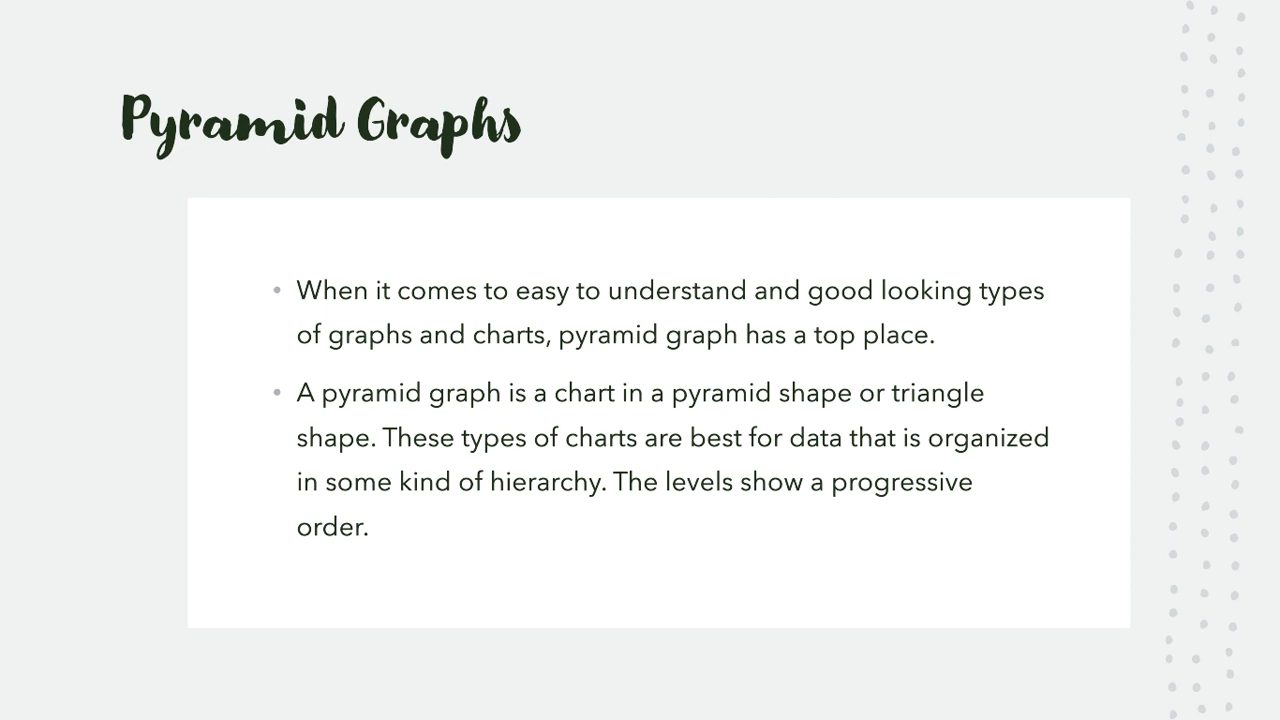 Pyramid Graphs
• When it comes to easy to understand and good looking types
of graphs and charts, pyramid graph has a top place.
• A pyramid graph is a chart in a pyramid shape or triangle
shape. These types of charts are best for data that is organized
in some kind of hierarchy. The levels show a progressive
order.